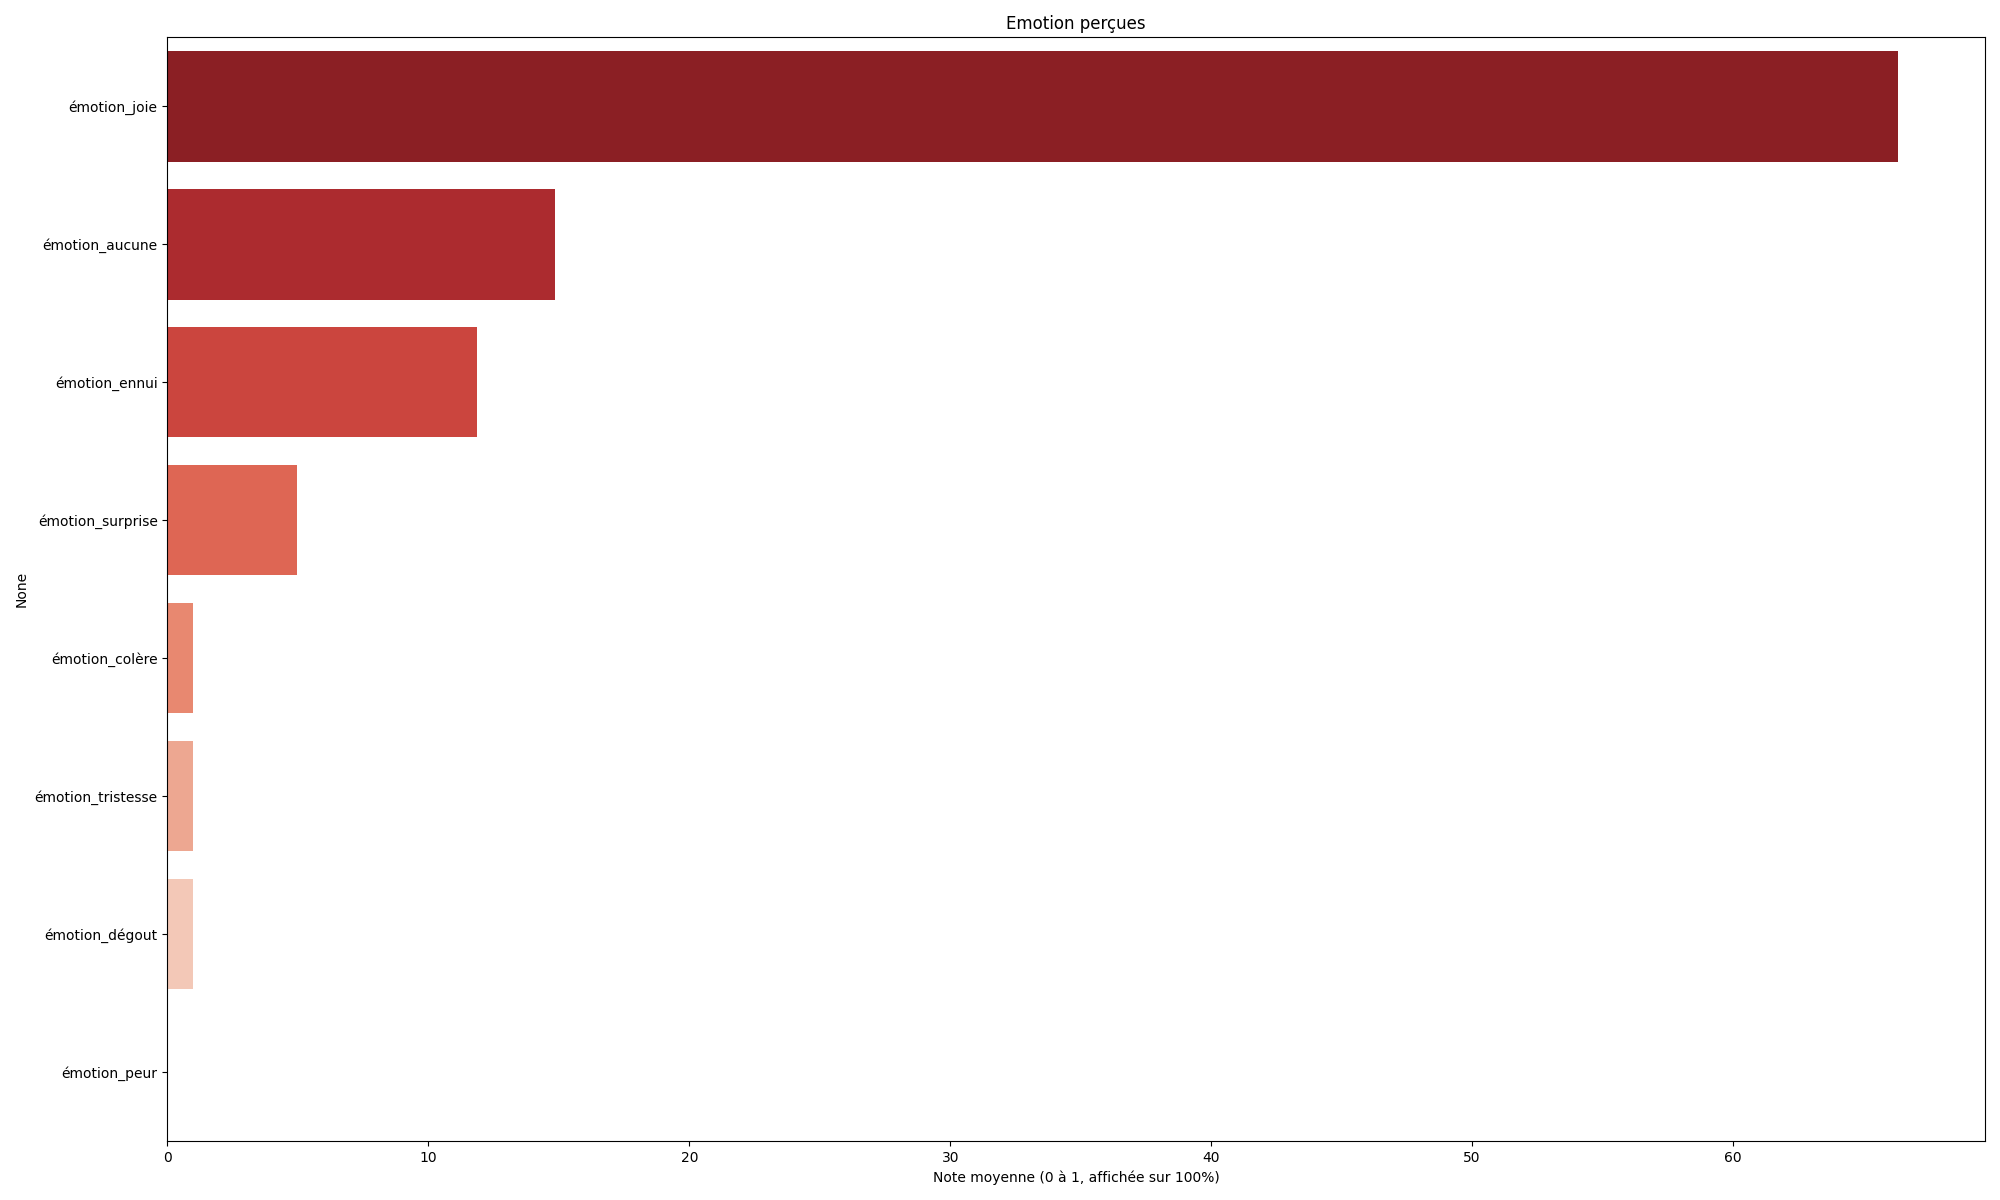 Emotion perçues
émotion_joie
émotion_aucune
émotion_ennui
émotion_surprise
émotion_colère
émotion_tristesse
émotion_dégout
émotion_peur
None
0 10 20 30 40 50 60
Note moyenne (0 à 1, affichée sur 100%)